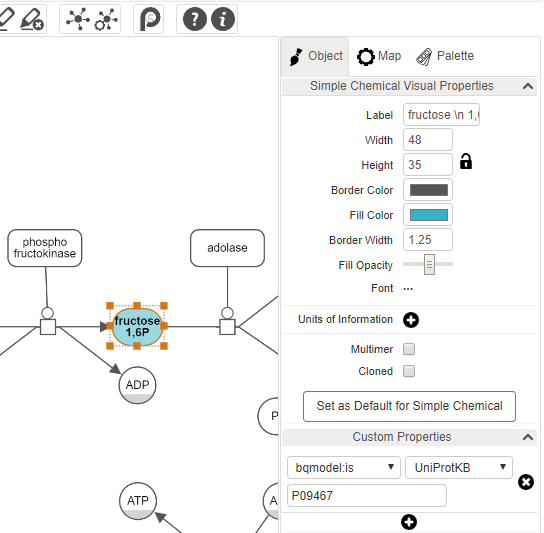 Object
Map
Palette
Simple Chemical Visual Properties
Label
fructose \n 1,
Width
48
Height
35
Border Color
Fill Color
Border Width
1.25
Fill Opacity
Font
...
Units of Information
Multimer
Cloned
Set as Default for Simple Chemical
Custom Properties
bqmodel:is
UniProtKB
P09467
phospho
fructokinase
adolase
fructose
1,6P
ADP
P
ATP
A